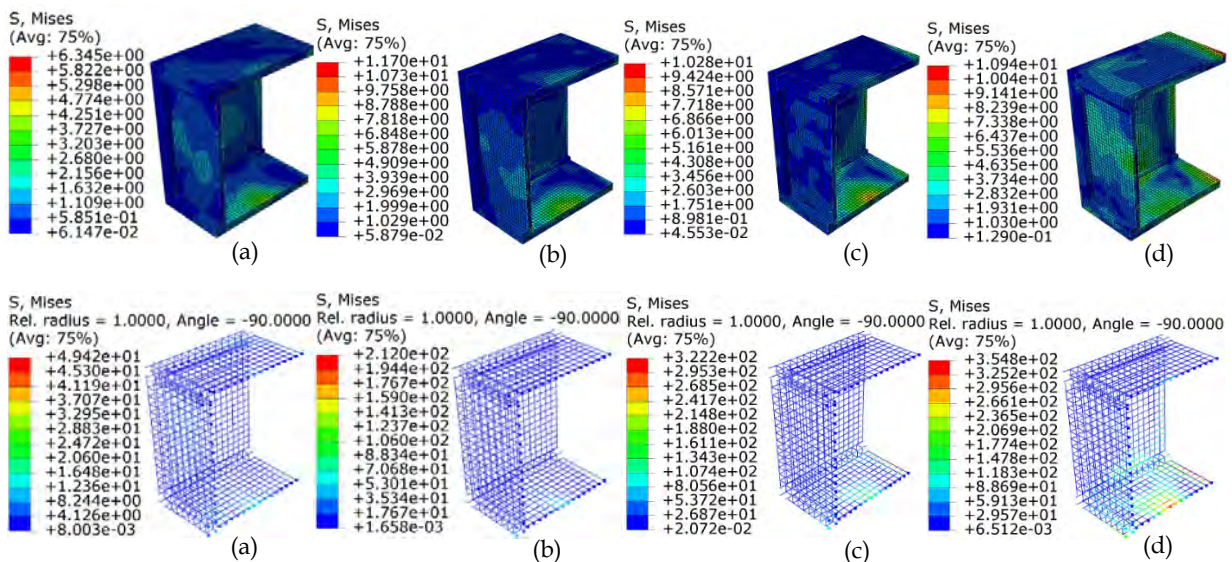 S, Mises
(Avg: 75%)
+6.345e+00
+5.822e+00
+5.298e+00
+4.774e+00
+4.251e+00
+3.727e+00
+3.203e+00
+2.680e+00
+2.156e+00
+1.632e+00
+1.109e+00
+5.851e-01
+6.147e-02
(a)
S, Mises
(Avg: 75%)
+1.170e+01
+1.073e+01
+9.758e+00
+8.788e+00
+7.818e+00
+6.848e+00
+5.878e+00
+4.909e+00
+3.939e+00
+2.969e+00
+1.999e+00
+1.029e+00
+5.879e-02
(b)
S, Mises
(Avg: 75%)
+1.028e+01
+9.424e+00
+8.571e+00
+7.718e+00
+6.866e+00
+6.013e+00
+5.161e+00
+4.308e+00
+3.456e+00
+2.603e+00
+1.751e+00
+8.981e-01
+4.553e-02
(c)
S, Mises
(Avg: 75%)
+1.094e+01
+1.004e+01
+9.141e+00
+8.239e+00
+7.338e+00
+6.437e+00
+5.536e+00
+4.635e+00
+3.734e+00
+2.832e+00
+1.931e+00
+1.030e+00
+1.290e-01
(d)
S, Mises
Rel. radius = 1.0000, Angle = -90.0000
(Avg: 75%)
+4.942e+01
+4.530e+01
+4.119e+01
+3.707e+01
+3.295e+01
+2.883e+01
+2.472e+01
+2.060e+01
+1.648e+01
+1.236e+01
+8.244e+00
+4.126e+00
+8.003e-03
(a)
S, Mises
Rel. radius = 1.0000, Angle = -90.0000
(Avg: 75%)
+2.120e+02
+1.944e+02
+1.767e+02
+1.590e+02
+1.413e+02
+1.237e+02
+1.060e+02
+8.834e+01
+7.068e+01
+5.301e+01
+3.534e+01
+1.767e+01
+1.658e-03
(b)
S, Mises
Rel. radius = 1.0000, Angle = -90.0000
(Avg: 75%)
+3.222e+02
+2.953e+02
+2.685e+02
+2.417e+02
+2.148e+02
+1.880e+02
+1.611e+02
+1.343e+02
+1.074e+02
+8.056e+01
+5.372e+01
+2.687e+01
+2.072e-02
(c)
S, Mises
Rel. radius = 1.0000, Angle = -90.0000
(Avg: 75%)
+3.548e+02
+3.252e+02
+2.956e+02
+2.661e+02
+2.365e+02
+2.069e+02
+1.774e+02
+1.478e+02
+1.183e+02
+8.869e+01
+5.913e+01
+2.957e+01
+6.512e-03
(d)